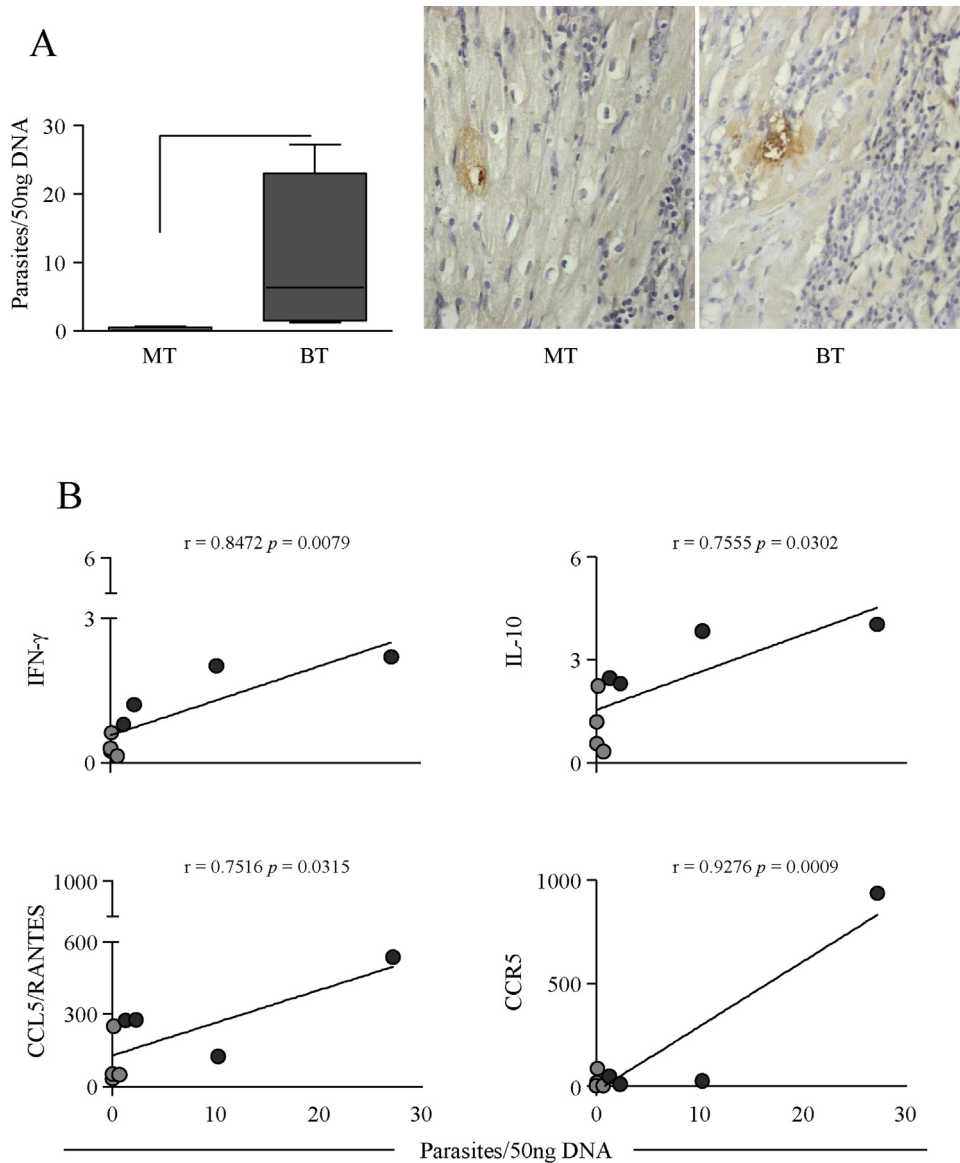 A
Parasites/50ng DNA
30
20
10
0
MT
BT
MT
BT
B
r = 0.8472 p = 0.0079
IFN-γ
6
3
0
r = 0.7555 p = 0.0302
IL-10
6
3
0
r = 0.7516 p = 0.0315
CCL5/RANTES
1000
600
300
0
0
10
20
30
r = 0.9276 p = 0.0009
CCR5
1000
500
0
0
10
20
30
Parasites/50ng DNA